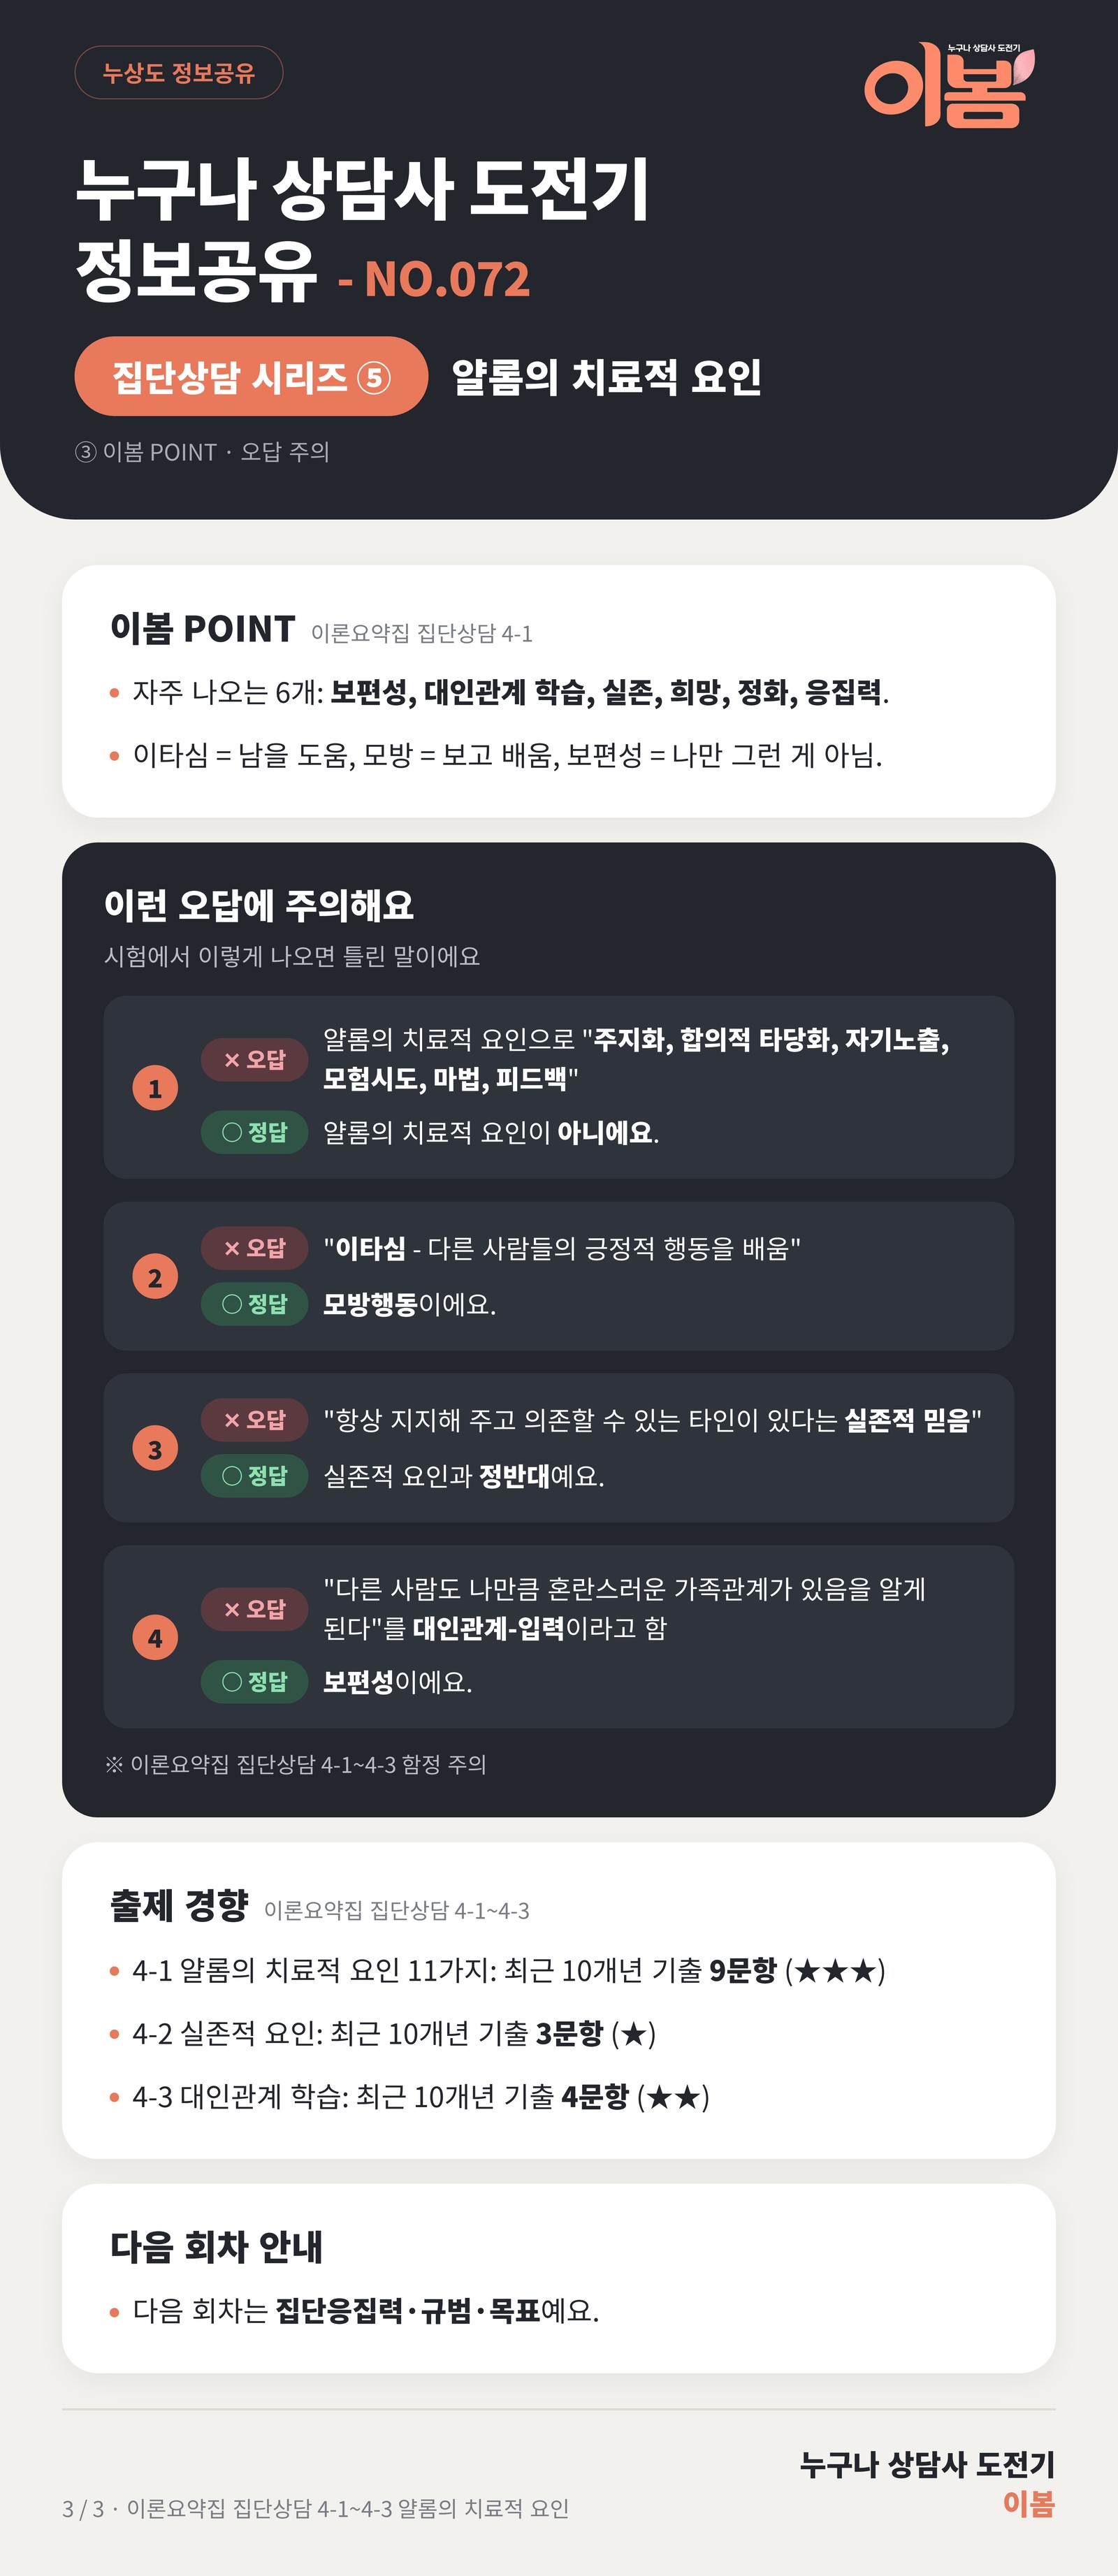 누상도 정보공유
누구나 상담사 도전기
이봄
누구나 상담사 도전기
정보공유 - NO.072
집단상담 시리즈 ⑤ 얄롬의 치료적 요인
③ 이봄 POINT · 오답 주의
이봄 POINT 이론요약집 집단상담 4-1
• 자주 나오는 6개: 보편성, 대인관계 학습, 실존, 희망, 정화, 응집력.
• 이타심 = 남을 도움, 모방 = 보고 배움, 보편성 = 나만 그런 게 아님.
이런 오답에 주의해요
시험에서 이렇게 나오면 틀린 말이에요
1
✕ 오답 얄롬의 치료적 요인으로 "주지화, 합의적 타당화, 자기노출,
모험시도, 마법, 피드백"
○ 정답 얄롬의 치료적 요인이 아니에요.
2
✕ 오답 "이타심 - 다른 사람들의 긍정적 행동을 배움"
○ 정답 모방행동이에요.
3
✕ 오답 "항상 지지해 주고 의존할 수 있는 타인이 있다는 실존적 믿음"
○ 정답 실존적 요인과 정반대예요.
4
✕ 오답 "다른 사람도 나만큼 혼란스러운 가족관계가 있음을 알게
된다"를 대인관계-입력이라고 함
○ 정답 보편성이에요.
※ 이론요약집 집단상담 4-1~4-3 함정 주의
출제 경향 이론요약집 집단상담 4-1~4-3
• 4-1 얄롬의 치료적 요인 11가지: 최근 10개년 기출 9문항 (★★★)
• 4-2 실존적 요인: 최근 10개년 기출 3문항 (★)
• 4-3 대인관계 학습: 최근 10개년 기출 4문항 (★★)
다음 회차 안내
• 다음 회차는 집단응집력·규범·목표예요.
누구나 상담사 도전기
3 / 3 · 이론요약집 집단상담 4-1~4-3 얄롬의 치료적 요인
이봄